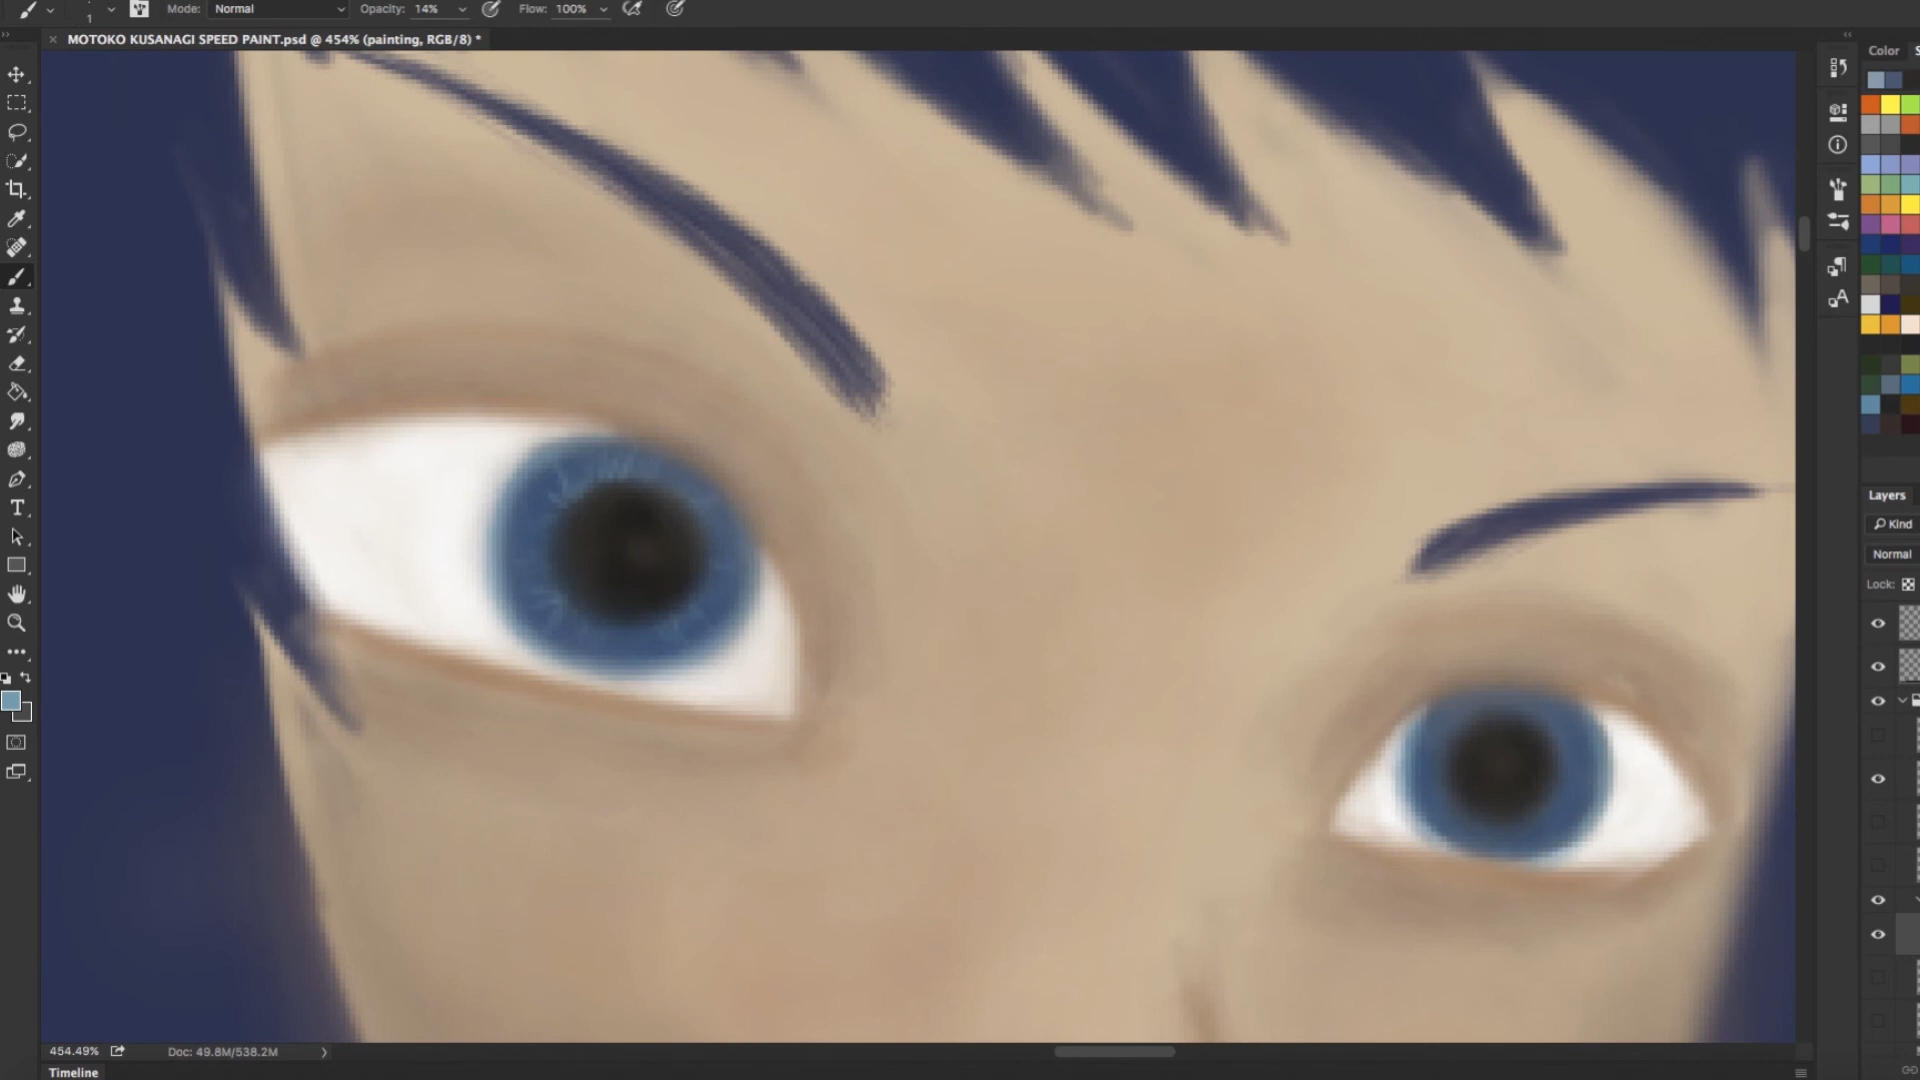 1 Mode: Normal Opacity: 14% Flow: 100%
MOTOKO KUSANAGI SPEED PAINT.psd @ 454% (painting, RGB/8) *
Color S
Layers
Kind
Normal
Lock:
454.49% Doc: 49.8M/538.2M
Timeline